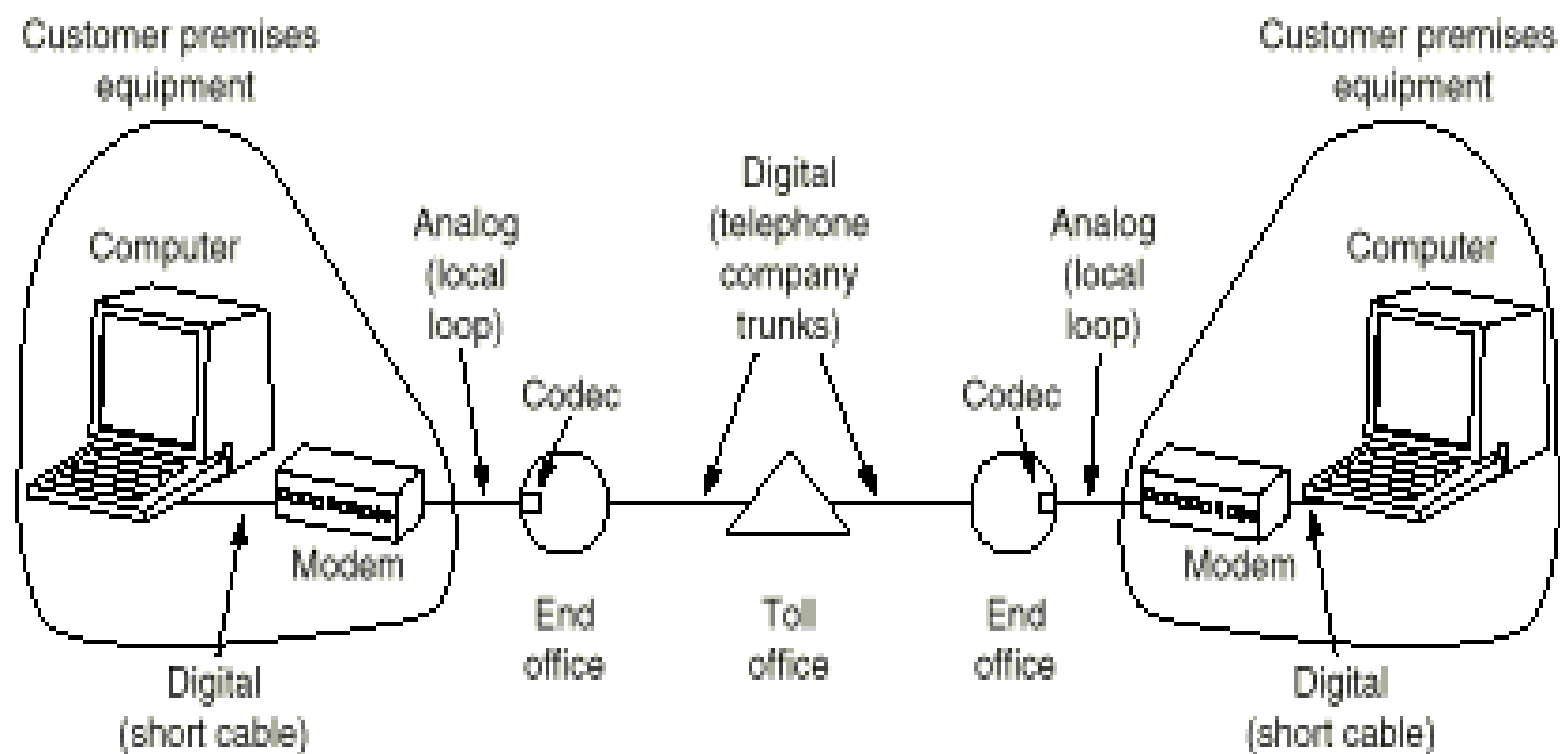 Customer premises
equipment
Customer premises
equipment
Digital
(telephone
company
trunks)
Analog
(local
loop)
Analog
(local
loop)
Computer
Computer
Codec
Codec
Modem
Modem
End
office
Toll
office
End
office
Digital
(short cable)
Digital
(short cable)